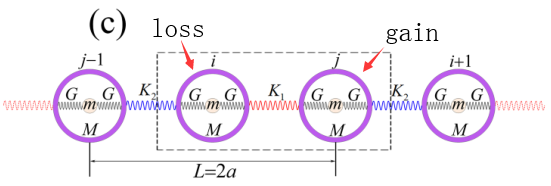 (c) loss gain
j-1 i j i+1
G G K₂ G G K₁ G G K₂ G G
m m m m
M M M M
L=2a